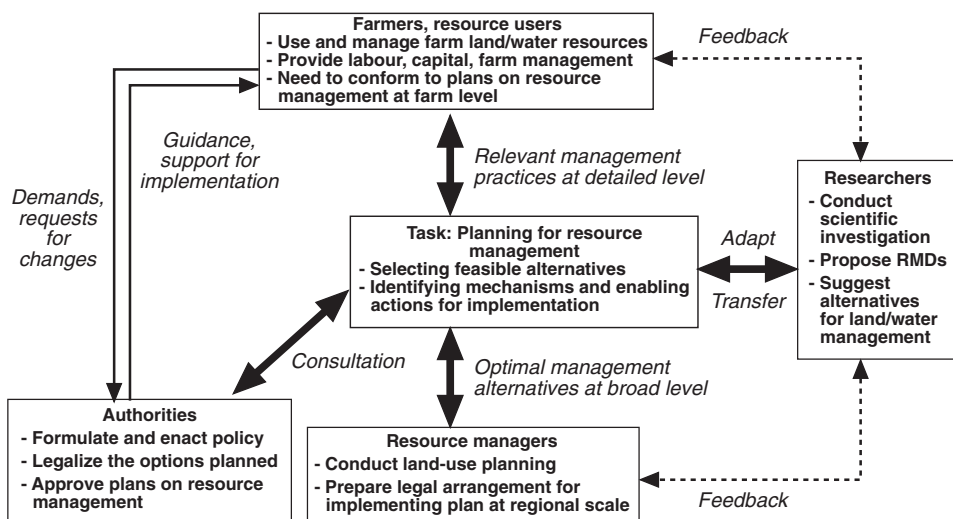 Farmers, resource users
- Use and manage farm land/water resources
- Provide labour, capital, farm management
- Need to conform to plans on resource
management at farm level
Feedback
Guidance,
support for
implementation
Demands,
requests
for
changes
Relevant management
practices at detailed level
Researchers
- Conduct
scientific
investigation
- Propose RMDs
- Suggest
alternatives
for land/water
management
Task: Planning for resource
management
- Selecting feasible alternatives
- Identifying mechanisms and enabling
actions for implementation
Adapt
Transfer
Consultation
Optimal management
alternatives at broad level
Authorities
- Formulate and enact policy
- Legalize the options planned
- Approve plans on resource
management
Resource managers
- Conduct land-use planning
- Prepare legal arrangement for
implementing plan at regional scale
Feedback